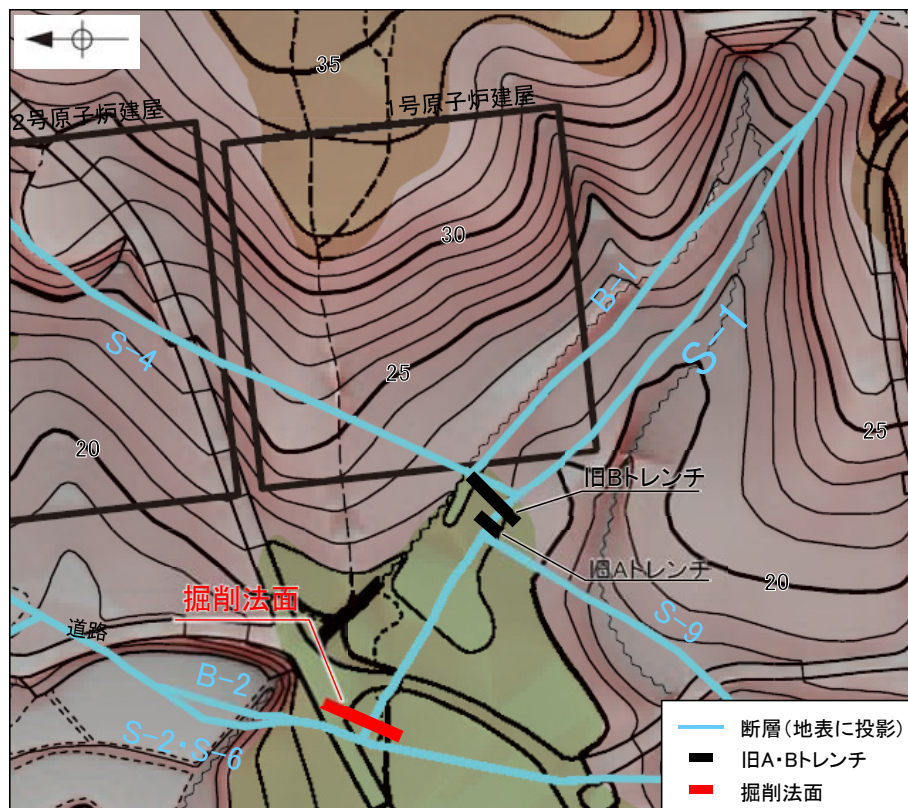 35
2号原子炉建屋
1号原子炉建屋
30
B-1
S-4
S-1
25
20
25
旧Bトレンチ
旧Aトレンチ
20
掘削法面
S-9
道路
B-2
S-2・S-6
断層(地表に投影)
旧A・Bトレンチ
掘削法面